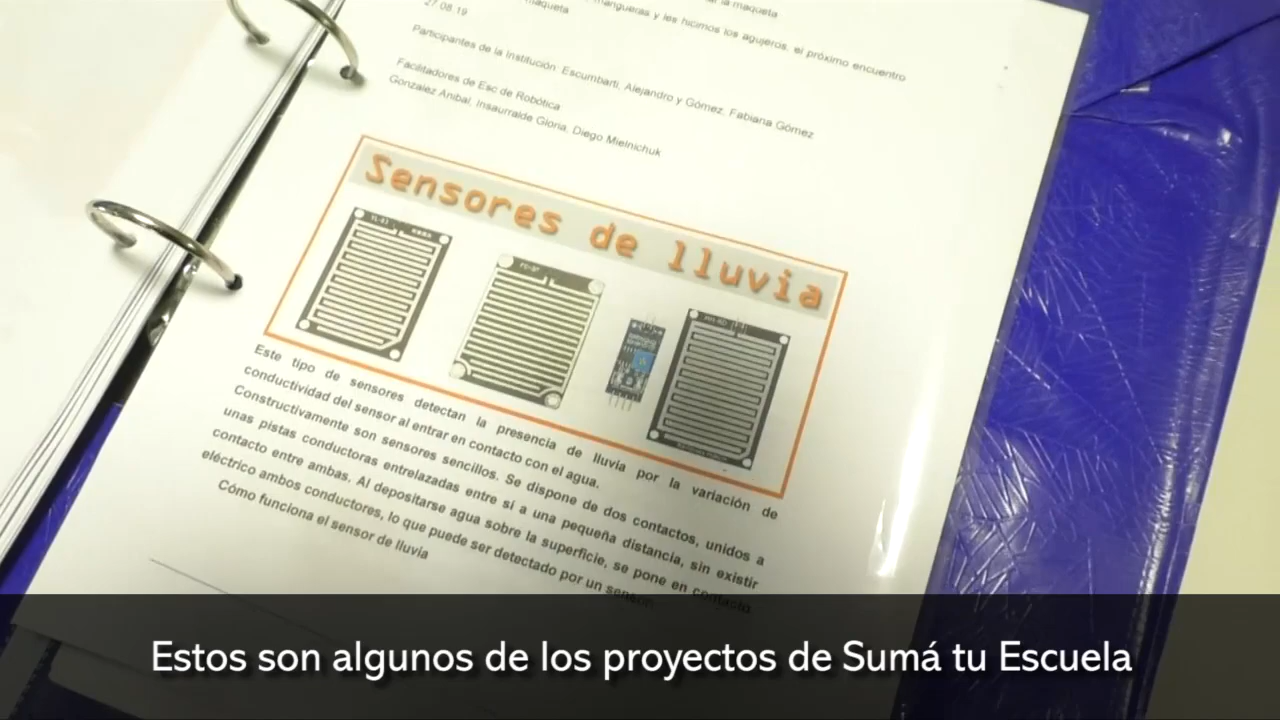 la maqueta
mangueras y les hicimos los agujeros, el próximo encuentro
maqueta
27.08.19
Participantes de la Institución: Escumbarti, Alejandro y Gómez, Fabiana Gómez
Facilitadores de Esc de Robótica
Gonzalez Anibal, Insaurralde Gloria, Diego Mielnichuk
Sensores de lluvia
Este tipo de sensores detectan la presencia de lluvia por la variación de
conductividad del sensor al entrar en contacto con el agua.
Constructivamente son sensores sencillos. Se dispone de dos contactos, unidos a
unas pistas conductoras entrelazadas entre sí a una pequeña distancia, sin existir
contacto entre ambas. Al depositarse agua sobre la superficie, se pone en contacto
eléctrico ambos conductores, lo que puede ser detectado por un sensor.
Cómo funciona el sensor de lluvia
Estos son algunos de los proyectos de Sumá tu Escuela